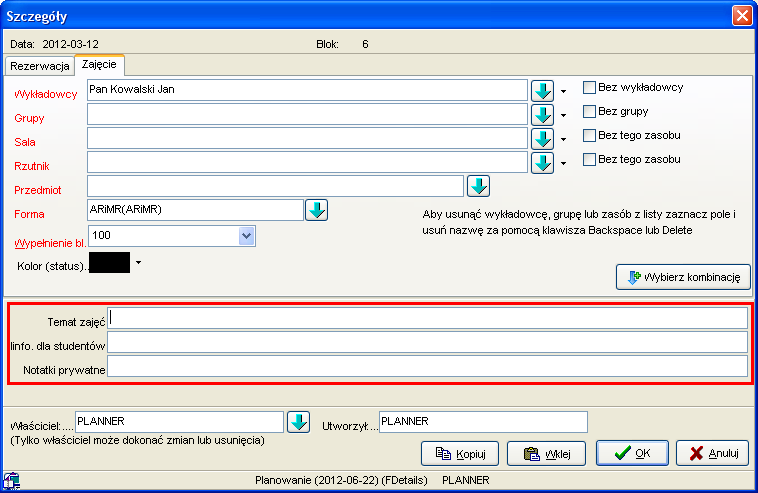 Szczegóły
Data: 2012-03-12 Blok: 6
Rezerwacja Zajęcie
Wykładowcy Pan Kowalski Jan Bez wykładowcy
Grupy Bez grupy
Sala Bez tego zasobu
Rzutnik Bez tego zasobu
Przedmiot
Forma ARiMR(ARiMR)
Aby usunąć wykładowcę, grupę lub zasób z listy zaznacz pole i
usuń nazwę za pomocą klawisza Backspace lub Delete
Wypełnienie bl. 100
Kolor (status)..
Wybierz kombinację
Temat zajęć
Iinfo. dla studentów
Notatki prywatne
Właściciel:.... PLANNER Utworzył.... PLANNER
(Tylko właściciel może dokonać zmian lub usunięcia)
Kopiuj Wklej OK Anuluj
Planowanie (2012-06-22) (FDetails) PLANNER